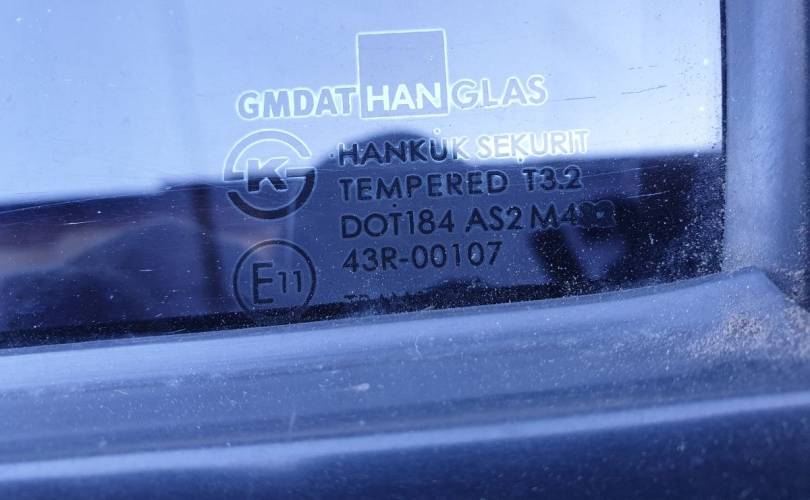 GMDAT HAN GLAS
HANKUK SEKURIT
K
TEMPERED T3.2
DOT184 AS2
43R-00107
E11